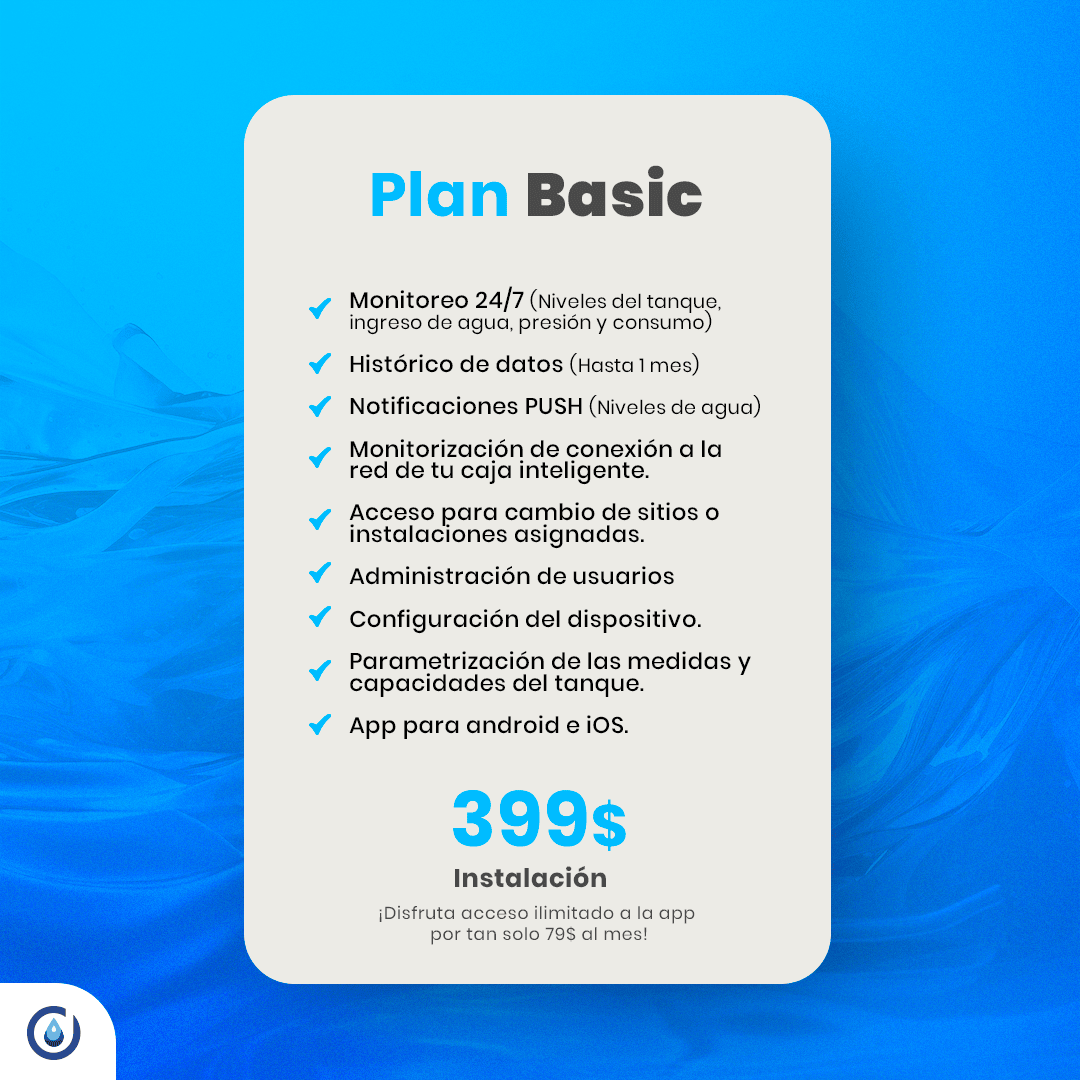 Plan Basic
Monitoreo 24/7 (Niveles del tanque,
ingreso de agua, presión y consumo)
Histórico de datos (Hasta 1 mes)
Notificaciones PUSH (Niveles de agua)
Monitorización de conexión a la
red de tu caja inteligente.
Acceso para cambio de sitios o
instalaciones asignadas.
Administración de usuarios
Configuración del dispositivo.
Parametrización de las medidas y
capacidades del tanque.
App para android e iOS.
399$
Instalación
¡Disfruta acceso ilimitado a la app
por tan solo 79$ al mes!